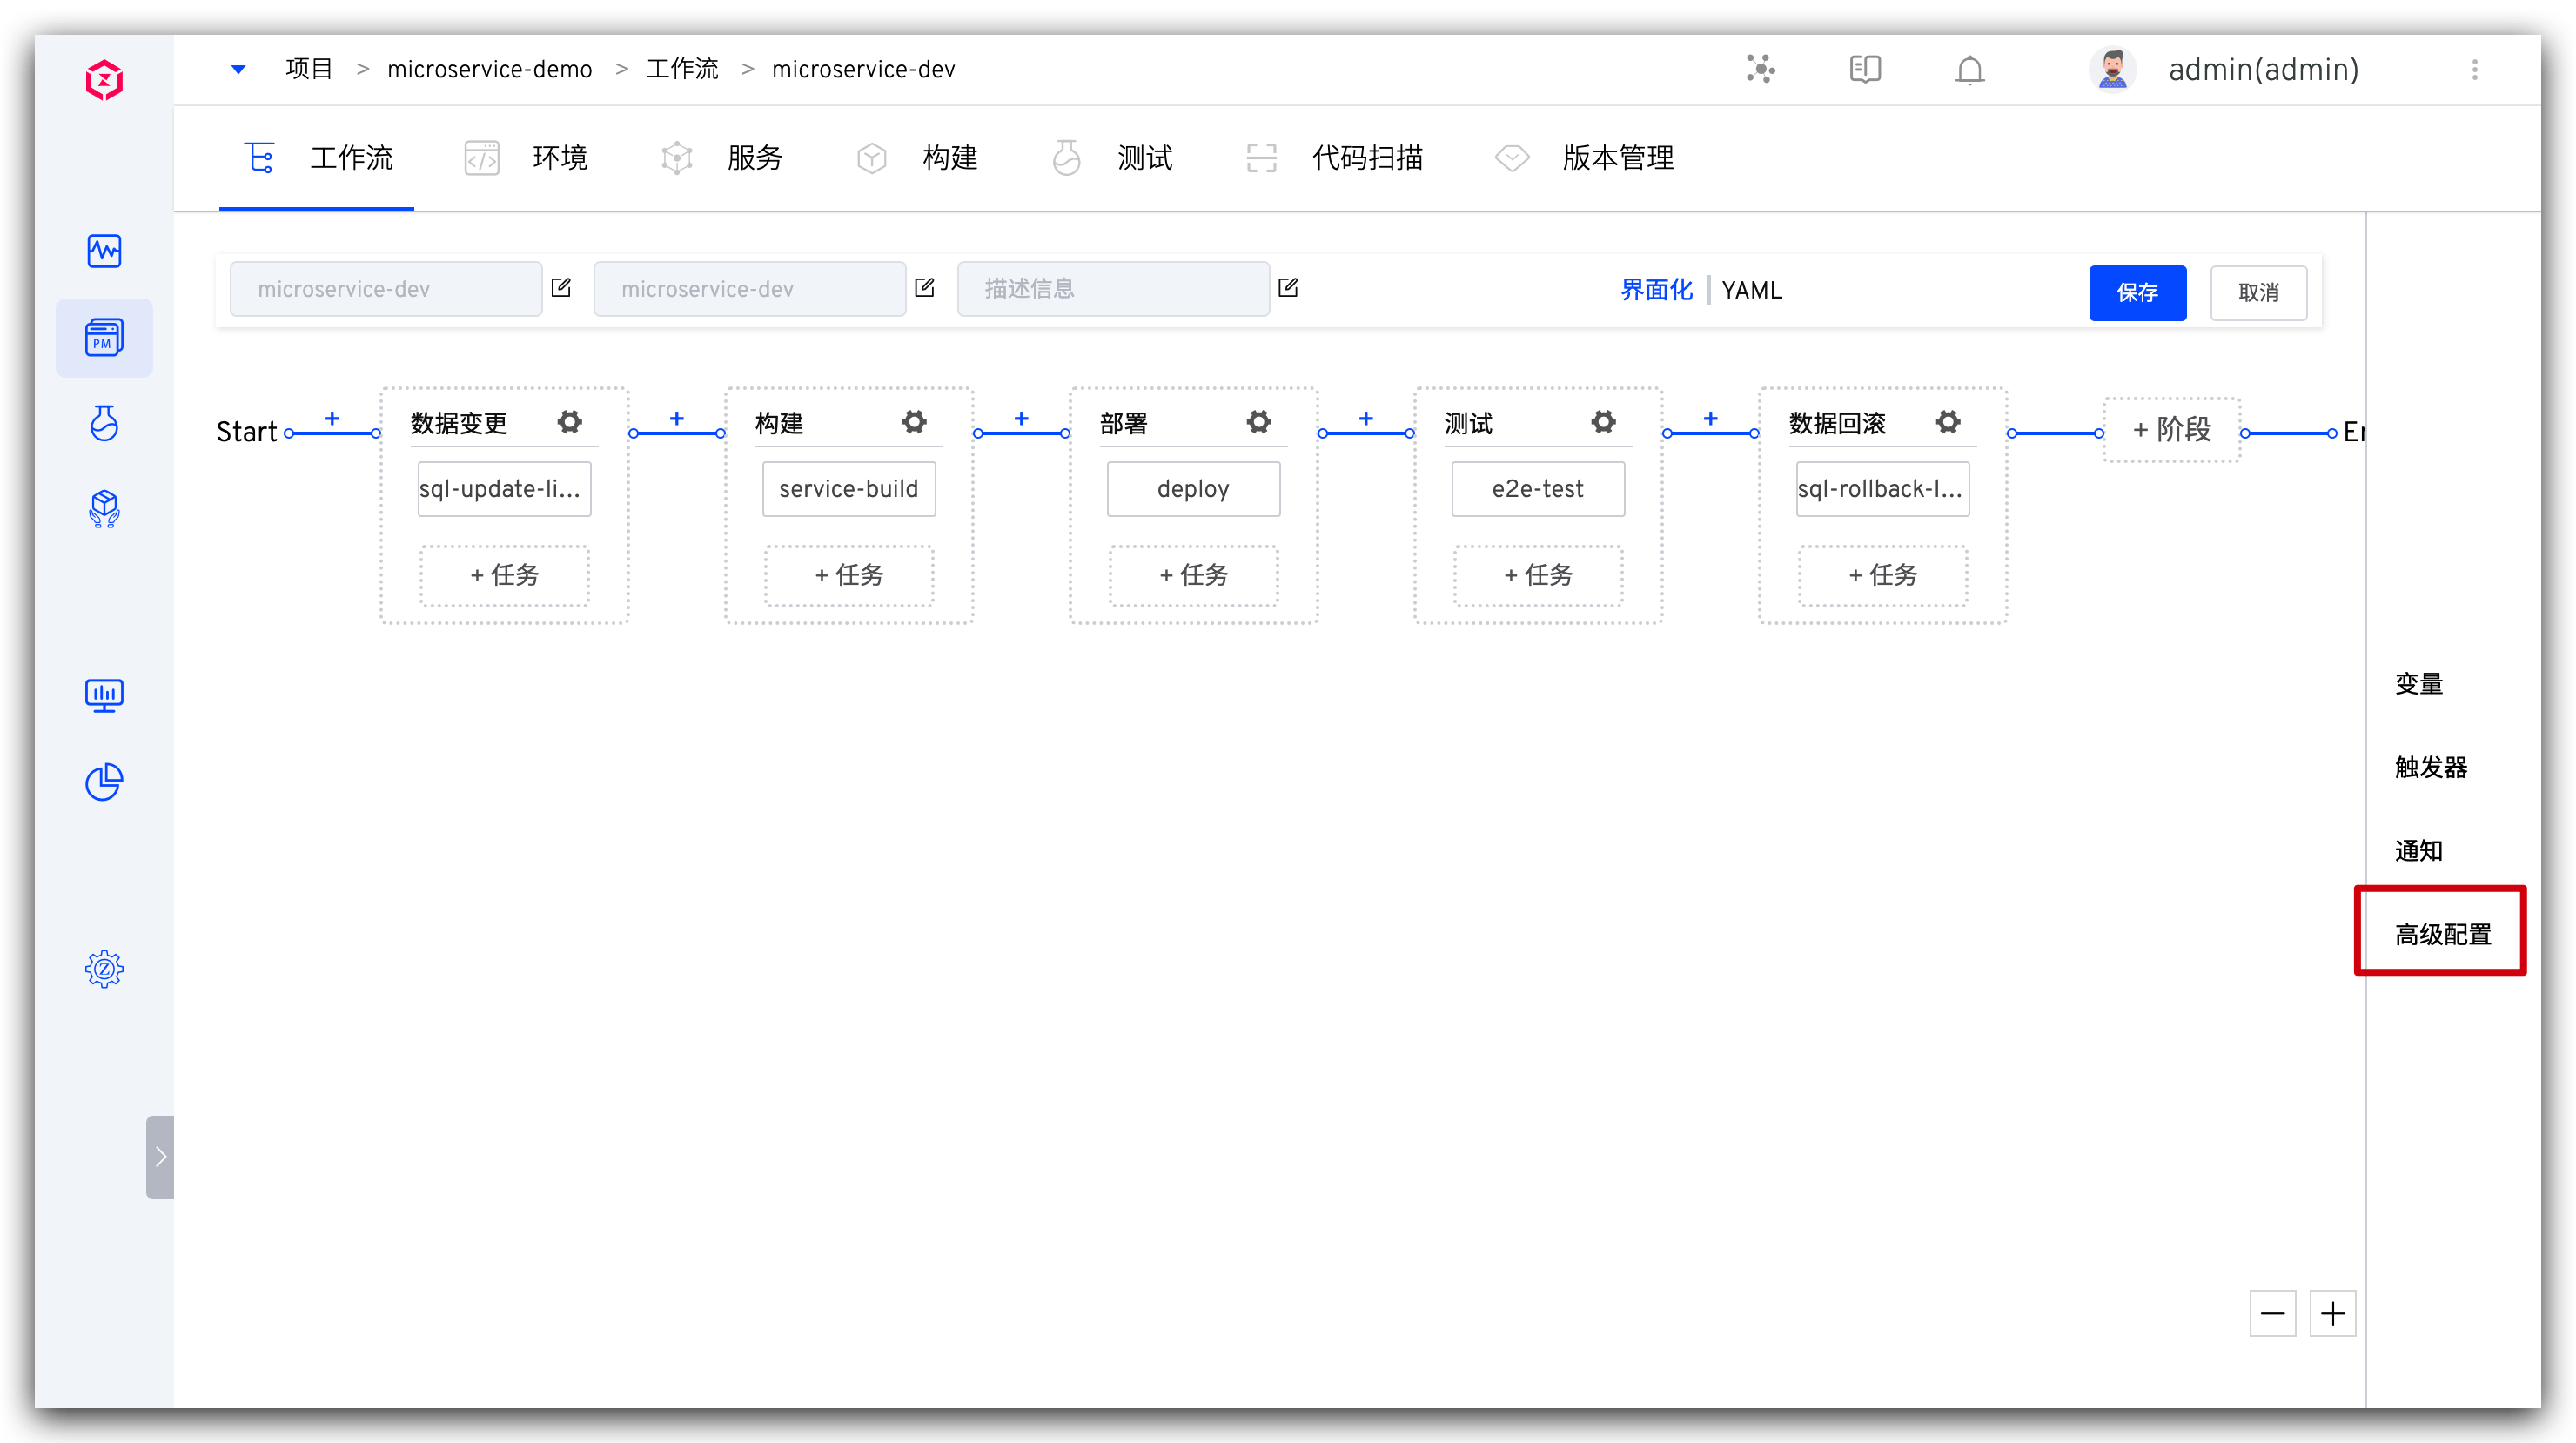 项目 > microservice-demo > 工作流 > microservice-dev
admin(admin)
工作流 环境 服务 构建 测试 代码扫描 版本管理
PM
microservice-dev microservice-dev 描述信息 界面化 YAML 保存 取消
Start + 数据变更 + 构建 + 部署 + 测试 + 数据回滚 + 阶段
sql-update-li... service-build deploy e2e-test sql-rollback-l...
+ 任务 + 任务 + 任务 + 任务 + 任务
变量
触发器
通知
高级配置